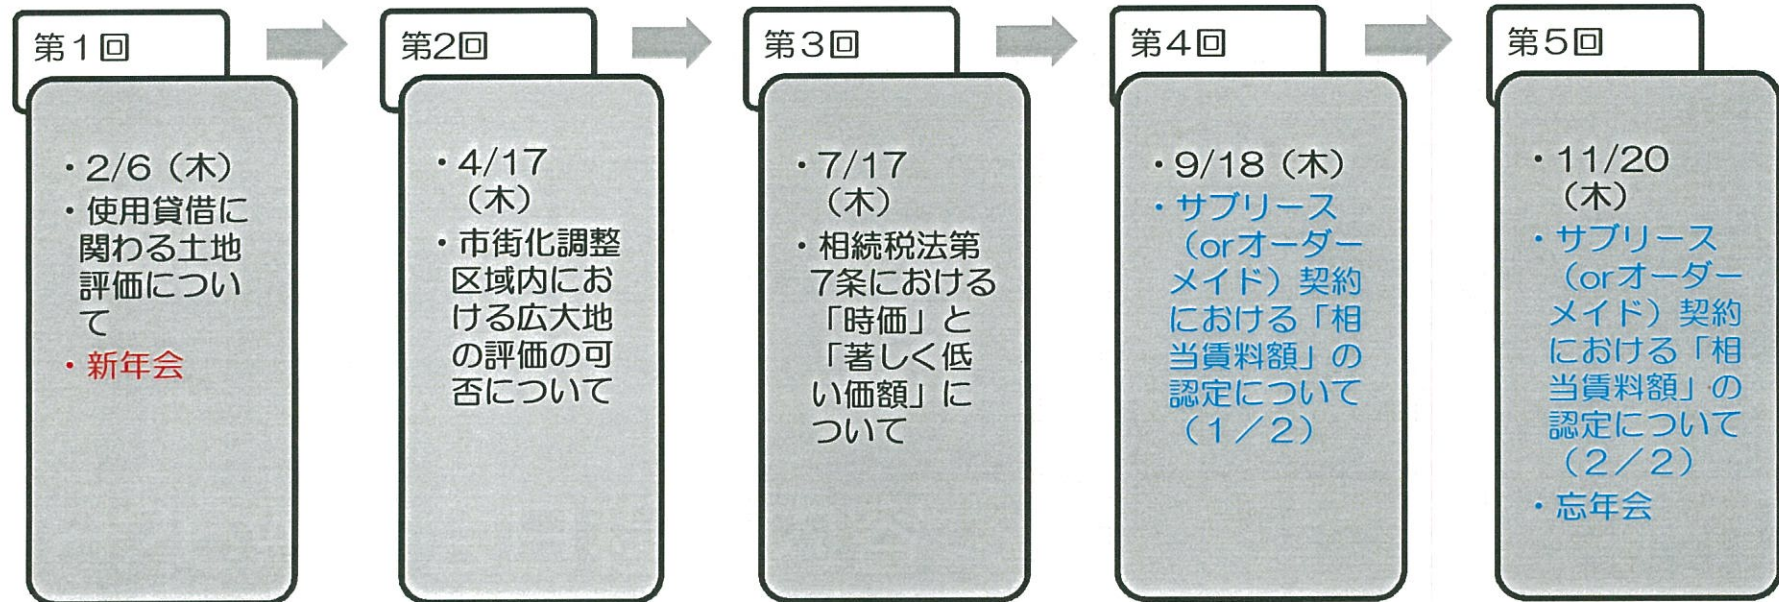 第1回
・2/6（木）
・使用貸借に
関わる土地
評価につい
て
・新年会
第2回
・4/17
（木）
・市街化調整
区域内にお
ける広大地
の評価の可
否について
第3回
・7/17
（木）
・相続税法第
7条における
「時価」と
「著しく低
い価額」に
ついて
第4回
・9/18（木）
・サブリース
（orオーダー
メイド）契約
における「相
当賃料額」の
認定について
（1／2）
第5回
・11/20
（木）
・サブリース
（orオーダー
メイド）契約
における「相
当賃料額」の
認定について
（2／2）
・忘年会